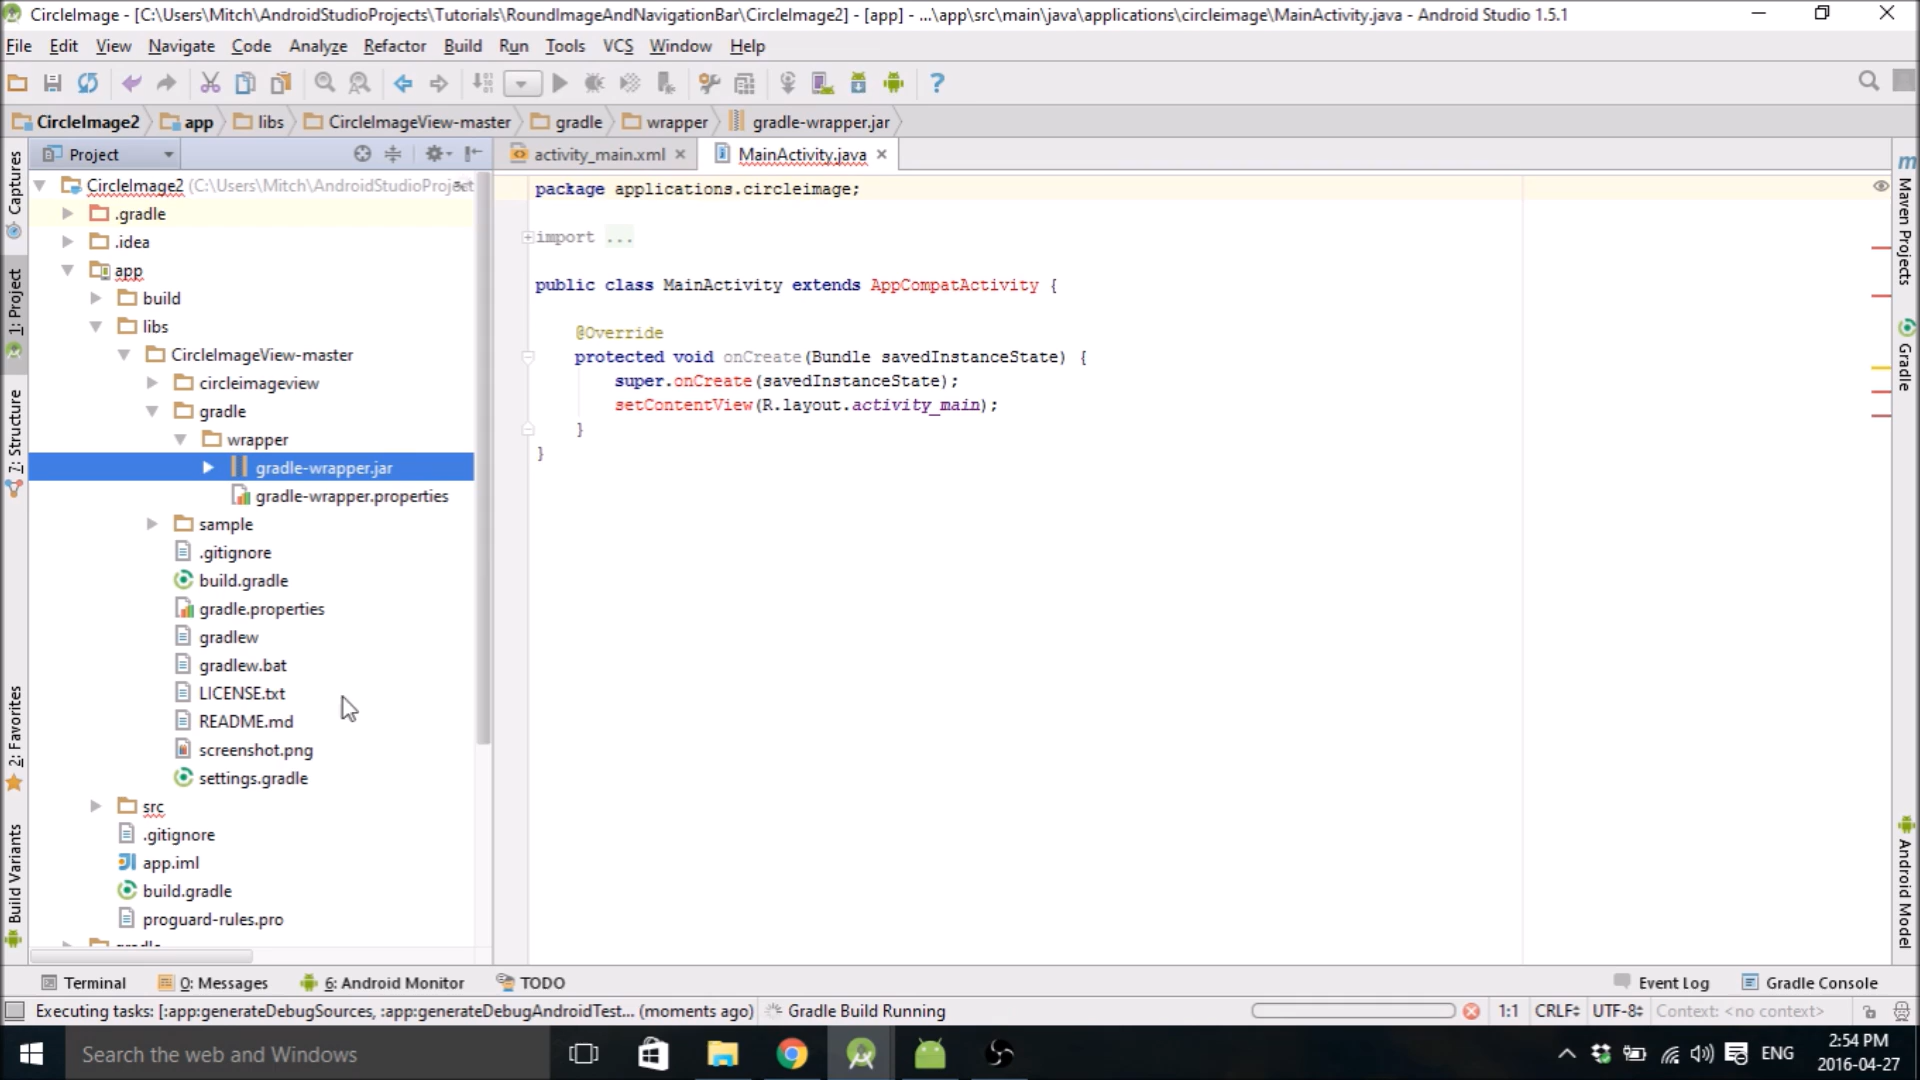 CircleImage - [C:\Users\Mitch\AndroidStudioProjects\Tutorials\RoundImageAndNavigationBar\CircleImage2] - [app] - ...\app\src\main\java\applications\circleimage\MainActivity.java - Android Studio 1.5.1
File Edit View Navigate Code Analyze Refactor Build Run Tools VCS Window Help
CircleImage2 app libs CircleImageView-master gradle wrapper gradle-wrapper.jar
Project
activity_main.xml MainActivity.java
CircleImage2 (C:\Users\Mitch\AndroidStudioProject
.gradle
.idea
app
build
libs
CircleImageView-master
circleimageview
gradle
wrapper
gradle-wrapper.jar
gradle-wrapper.properties
sample
.gitignore
build.gradle
gradle.properties
gradlew
gradlew.bat
LICENSE.txt
README.md
screenshot.png
settings.gradle
src
.gitignore
app.iml
build.gradle
proguard-rules.pro
package applications.circleimage;
import ...
public class MainActivity extends AppCompatActivity {
@Override
protected void onCreate(Bundle savedInstanceState) {
super.onCreate(savedInstanceState);
setContentView(R.layout.activity_main);
}
}
Captures
1: Project
7: Structure
2: Favorites
Build Variants
Maven Projects
Gradle
Android Model
Terminal 0: Messages 6: Android Monitor TODO Event Log Gradle Console
Executing tasks: [:app:generateDebugSources, :app:generateDebugAndroidTest... (moments ago) Gradle Build Running 1:1 CRLF UTF-8 Context: <no context>
Search the web and Windows
ENG
2:54 PM
2016-04-27